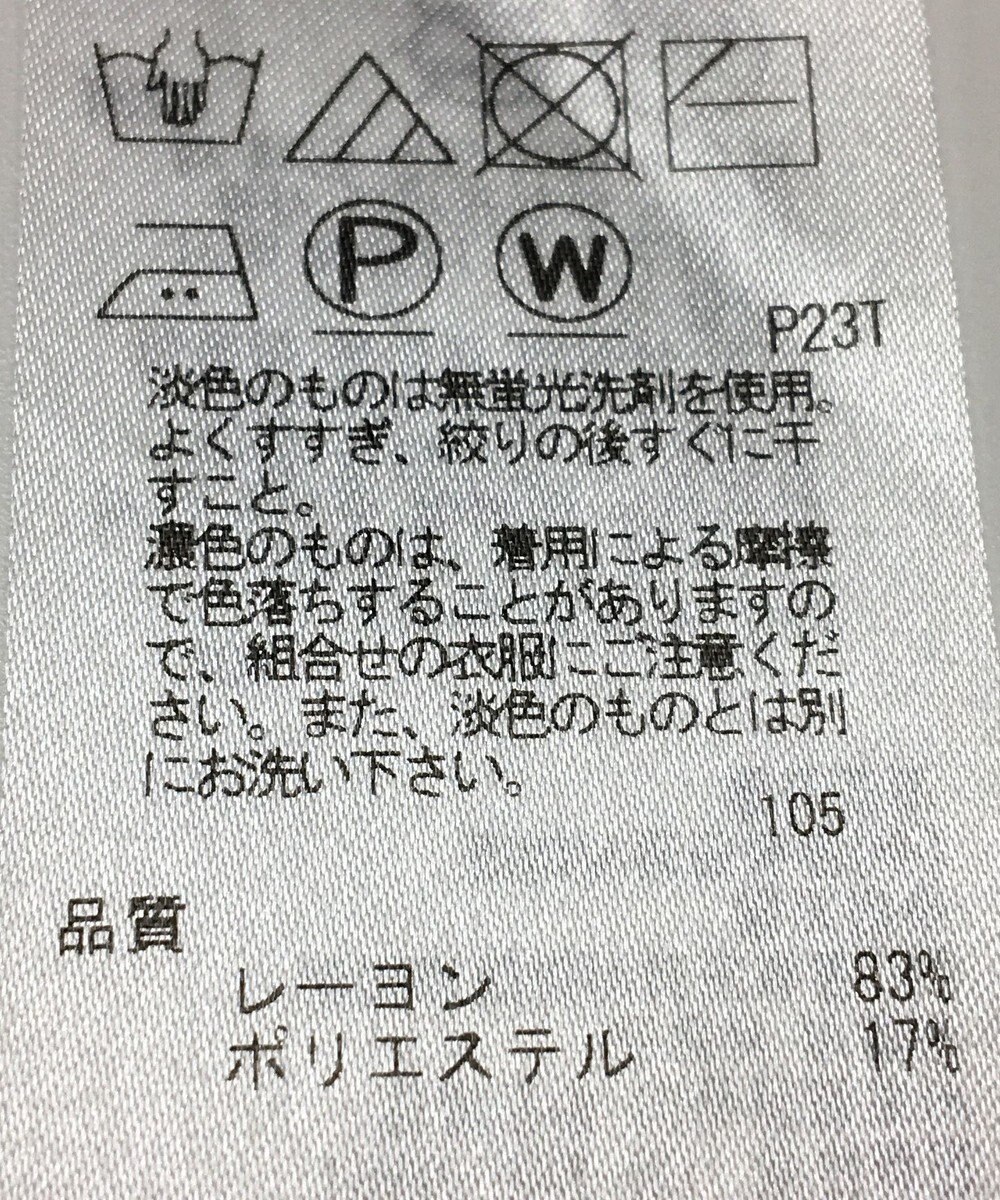 P W
P23T
淡色のものは無蛍光洗剤を使用。
よくすすぎ、絞りの後すぐに干
すこと。
濃色のものは、着用による摩擦
で色落ちすることがありますの
で、組合せの衣服にご注意くだ
さい。また、淡色のものとは別
にお洗い下さい。
105
品質
レーヨン 83%
ポリエステル 17%